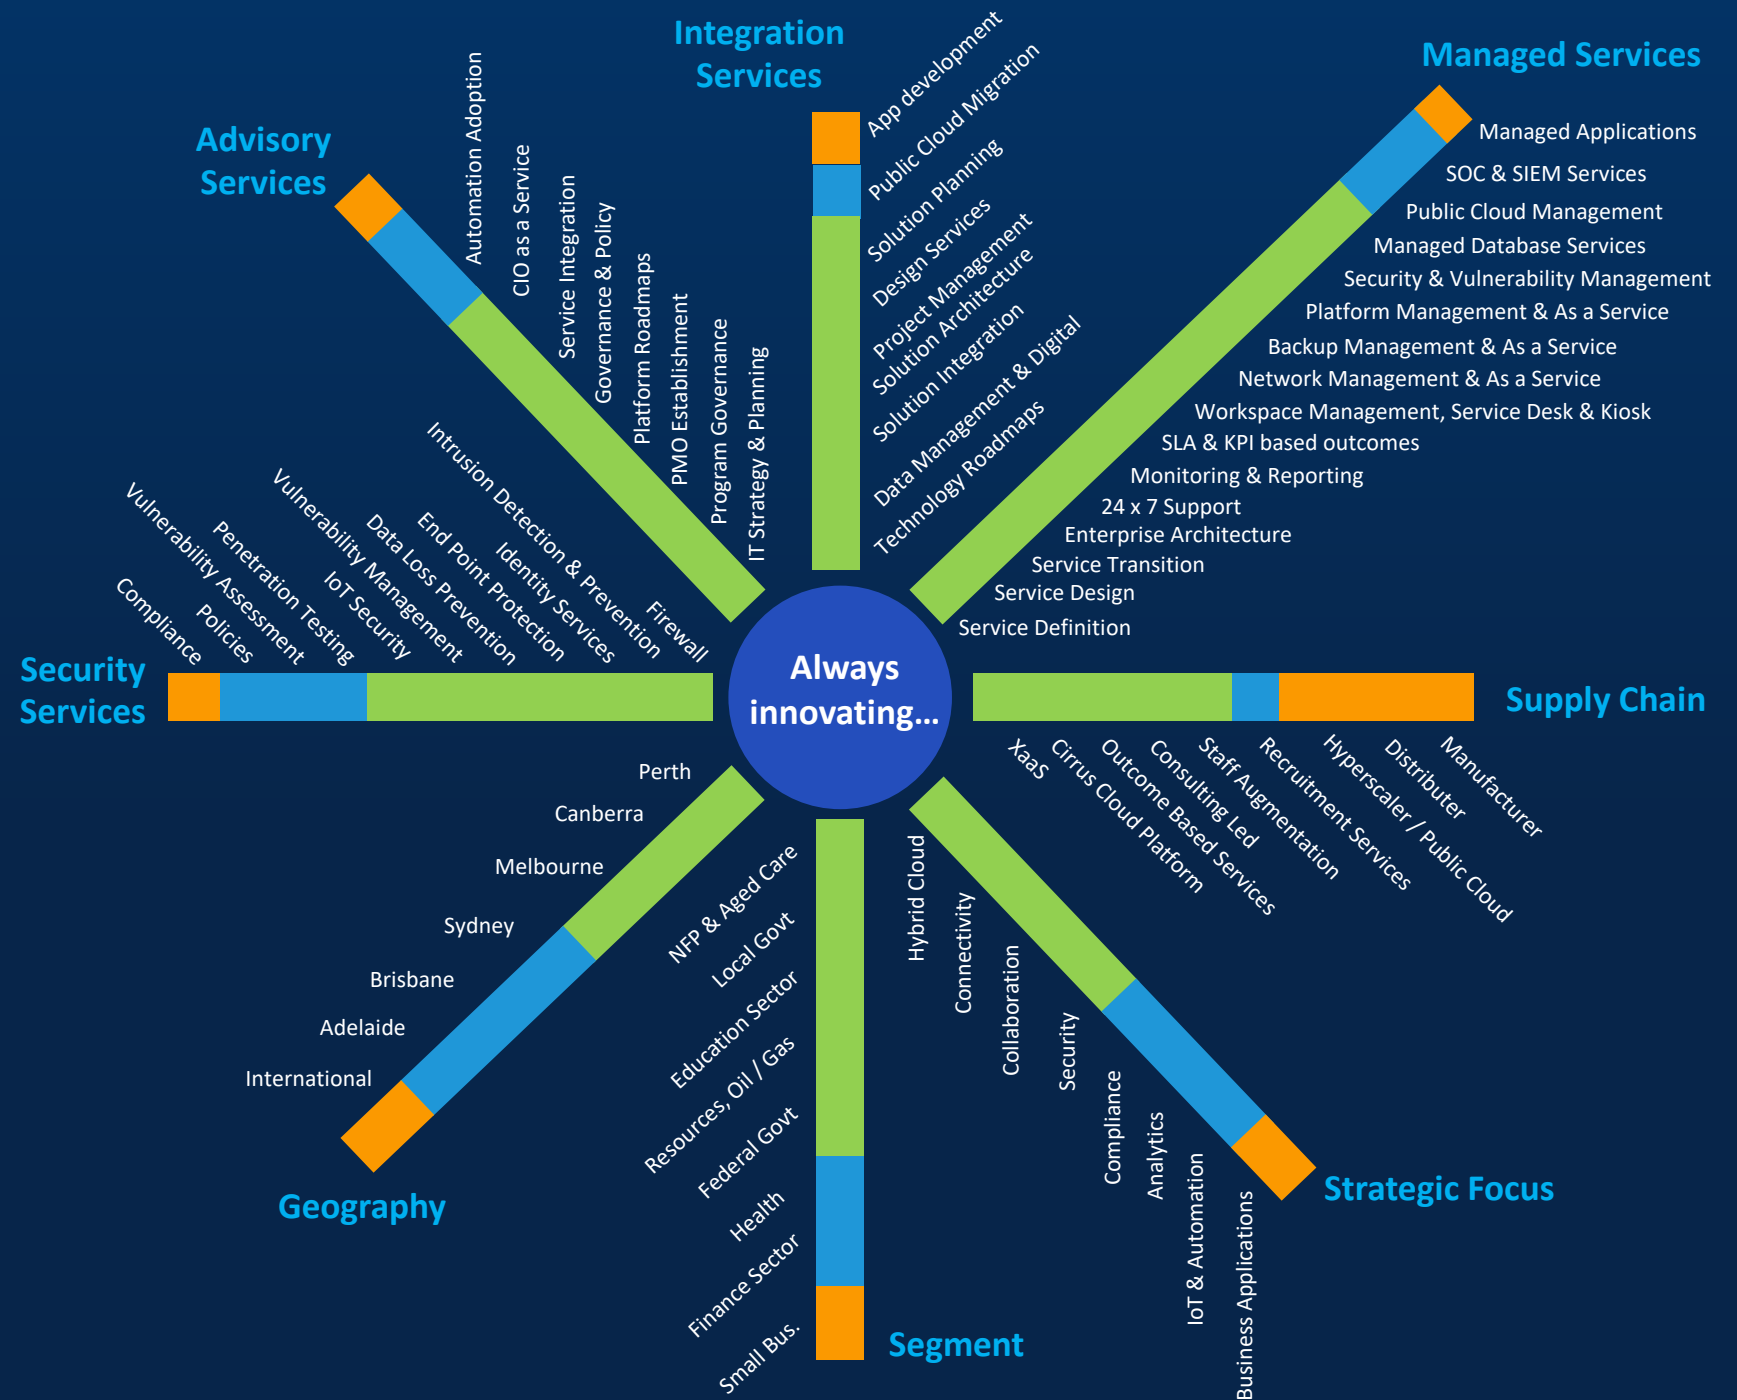 Integration
Services
App development
Public Cloud Migration
Solution Planning
Design Services
Project Management
Solution Architecture
Solution Integration
Data Management & Digital
Technology Roadmaps
Managed Services
Managed Applications
SOC & SIEM Services
Public Cloud Management
Managed Database Services
Security & Vulnerability Management
Platform Management & As a Service
Backup Management & As a Service
Network Management & As a Service
Workspace Management, Service Desk & Kiosk
SLA & KPI based outcomes
Monitoring & Reporting
24 x 7 Support
Enterprise Architecture
Service Transition
Service Design
Service Definition
Advisory
Services
Automation Adoption
CIO as a Service
Service Integration
Governance & Policy
Platform Roadmaps
PMO Establishment
Program Governance
IT Strategy & Planning
Security
Services
Compliance
Policies
Vulnerability Assessment
Penetration Testing
IoT Security
Vulnerability Management
Data Loss Prevention
End Point Protection
Identity Services
Intrusion Detection & Prevention
Firewall
Always
innovating...
Supply Chain
XaaS
Cirrus Cloud Platform
Outcome Based Services
Consulting Led
Staff Augmentation
Recruitment Services
Hyperscaler / Public Cloud
Distributer
Manufacturer
Perth
Canberra
Melbourne
Sydney
Brisbane
Adelaide
International
Geography
NFP & Aged Care
Local Govt
Education Sector
Resources, Oil / Gas
Federal Govt
Health
Finance Sector
Small Bus.
Segment
Hybrid Cloud
Connectivity
Collaboration
Security
Compliance
Analytics
IoT & Automation
Business Applications
Strategic Focus